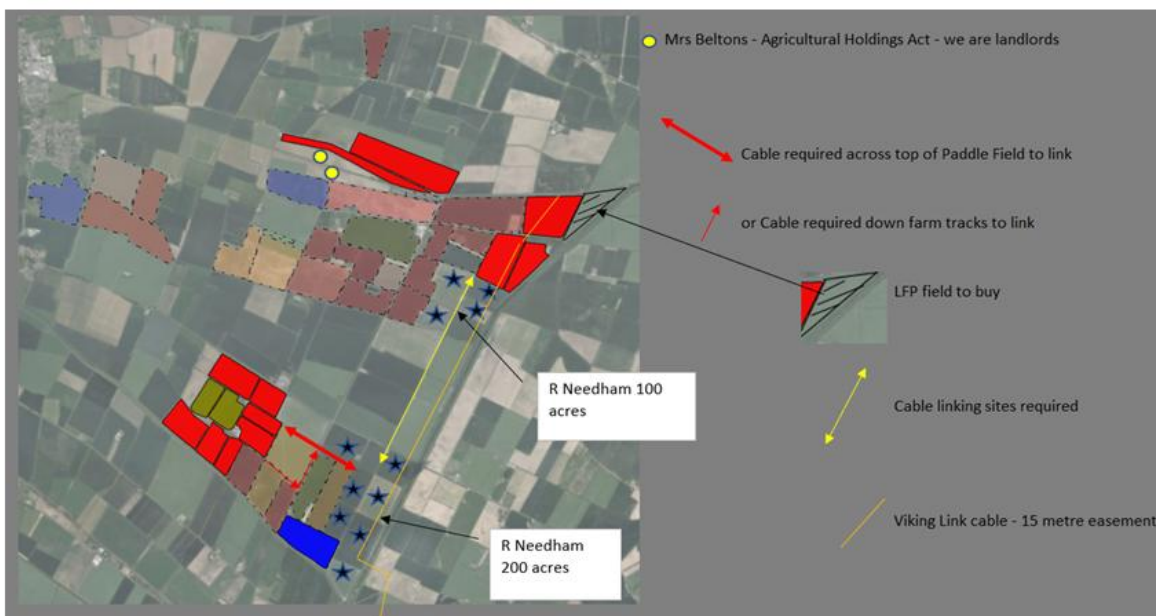 Mrs Beltons - Agricultural Holdings Act - we are landlords
Cable required across top of Paddle Field to link
or Cable required down farm tracks to link
LFP field to buy
R Needham 100
acres
Cable linking sites required
Viking Link cable - 15 metre easement
R Needham
200 acres